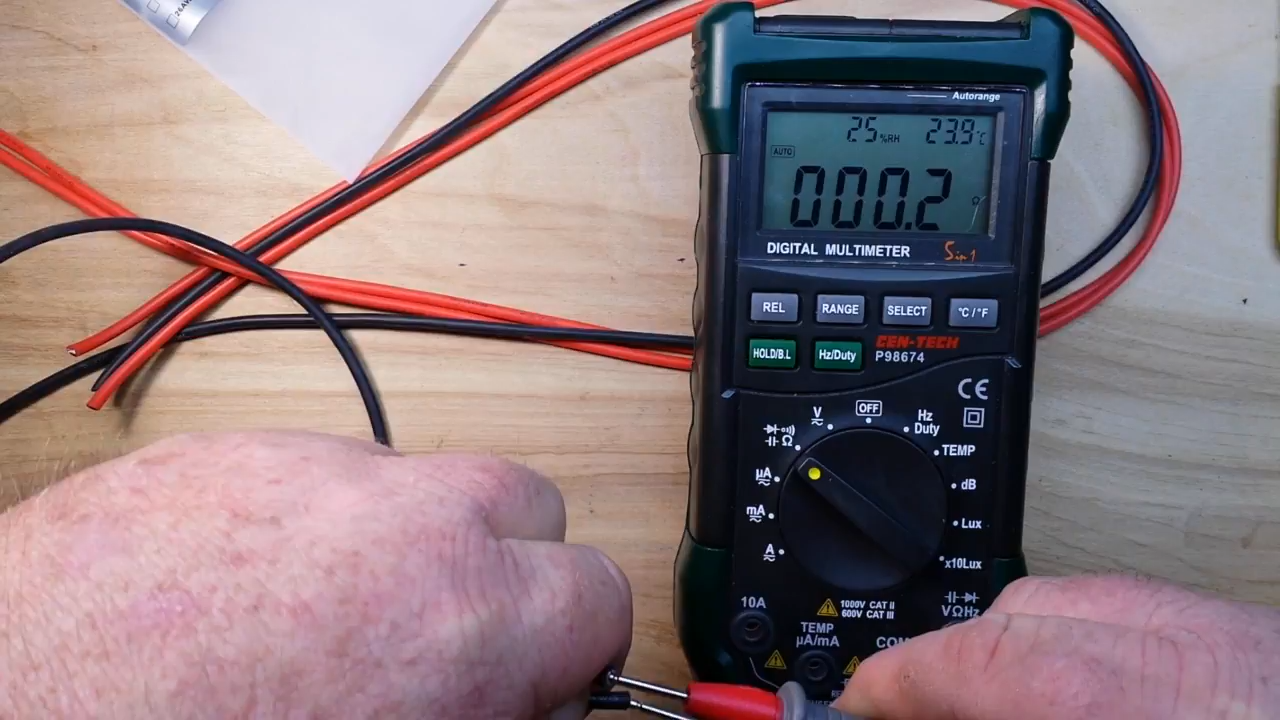 26AW
Autorange
25 %RH 23.9 °C
AUTO
000.2 Ω
DIGITAL MULTIMETER 5 in 1
REL RANGE SELECT °C / °F
HOLD/B.L Hz/Duty CEN-TECH
P98674
CE
OFF
V
Hz
Duty
Ω
TEMP
µA
dB
mA
Lux
A
x10Lux
10A
1000V CAT II
600V CAT III
VΩHz
TEMP
µA/mA
COM